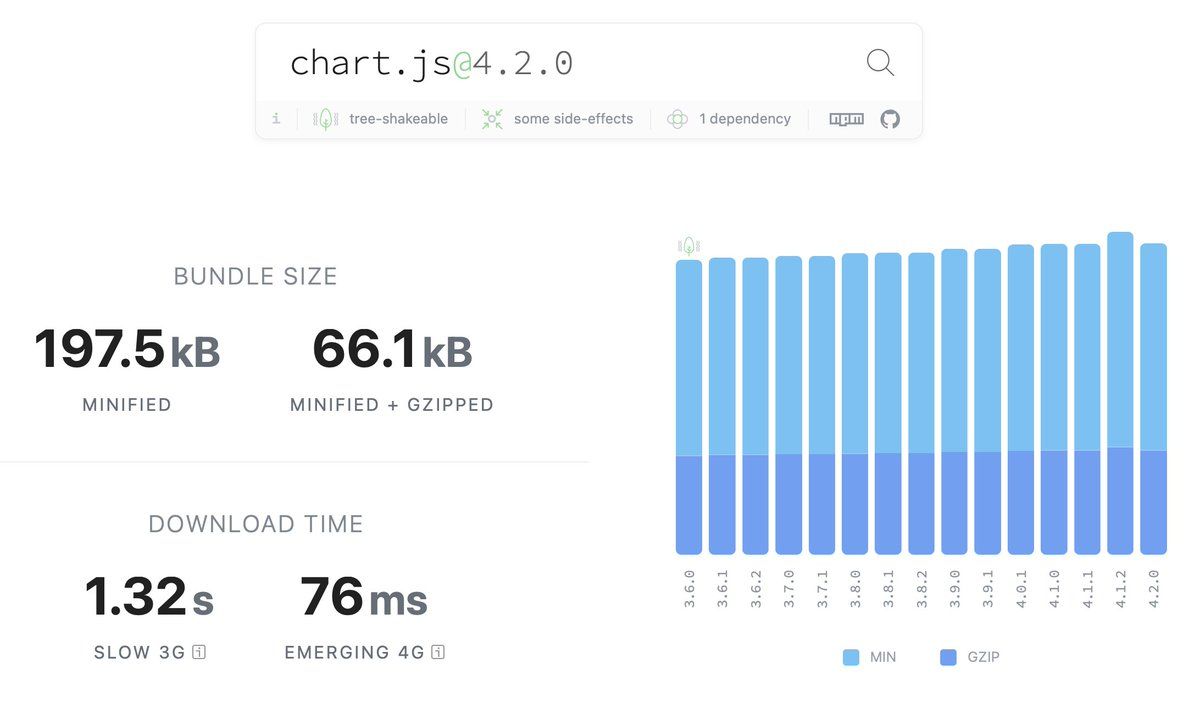 chart.js@4.2.0
i tree-shakeable some side-effects 1 dependency npm
BUNDLE SIZE
197.5 kB 66.1 kB
MINIFIED MINIFIED + GZIPPED
DOWNLOAD TIME
1.32 s 76 ms
SLOW 3G i EMERGING 4G i
3.6.0 3.6.1 3.6.2 3.7.0 3.7.1 3.8.0 3.8.1 3.8.2 3.9.0 3.9.1 4.0.1 4.1.0 4.1.1 4.1.2 4.2.0
MIN GZIP